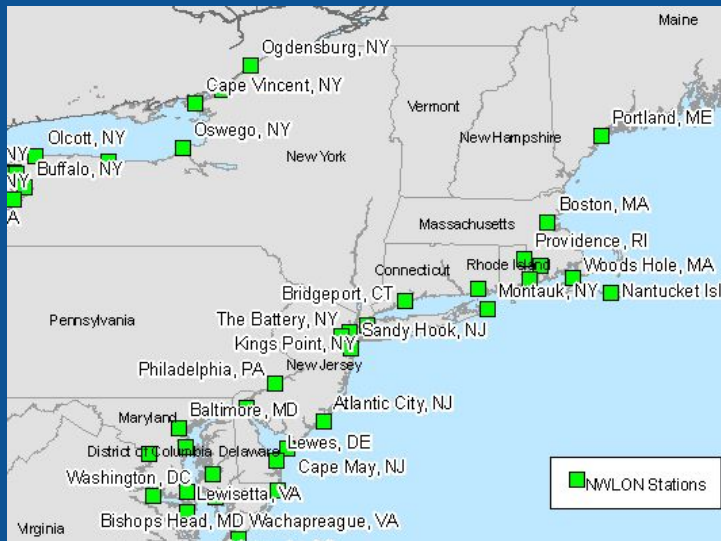 Maine
Ogdensburg, NY
Cape Vincent, NY
Vermont
Portland, ME
Olcott, NY
Oswego, NY
New Hampshire
NY
Buffalo, NY
New York
NY
A
Boston, MA
Massachusetts
Providence, RI
Connecticut
Rhode Island
Woods Hole, MA
Bridgeport, CT
Montauk, NY
Nantucket Isl
Pennsylvania
The Battery, NY
Sandy Hook, NJ
Kings Point, NY
Philadelphia, PA
New Jersey
Maryland
Baltimore, MD
Atlantic City, NJ
District of Columbia
Delaware
Lewes, DE
Washington, DC
Cape May, NJ
Lewisetta, VA
NWLON Stations
Virginia
Bishops Head, MD
Wachapreague, VA